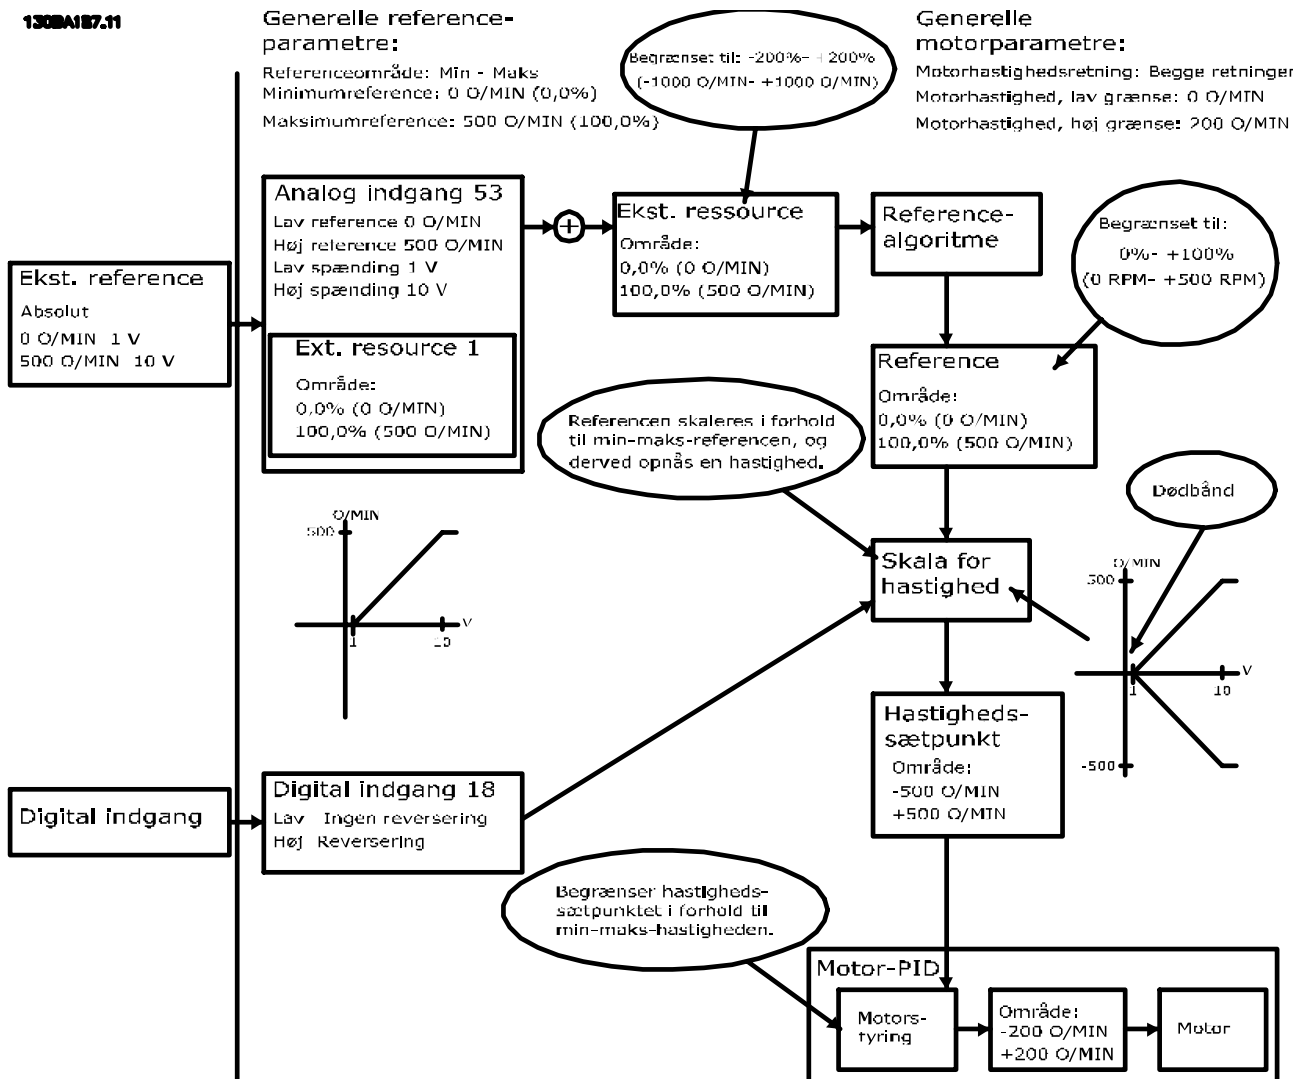 130BA187.11
Generelle reference-
parametre:
Referenceområde: Min - Maks
Minimumreference: 0 O/MIN (0,0%)
Maksimumreference: 500 O/MIN (100,0%)
Begrænset til: -200%- +200%
(-1000 O/MIN- +1000 O/MIN)
Generelle
motorparametre:
Motorhastighedsretning: Begge retninger
Motorhastighed, lav grænse: 0 O/MIN
Motorhastighed, høj grænse: 200 O/MIN
Ekst. reference
Absolut
0 O/MIN 1 V
500 O/MIN 10 V
Analog indgang 53
Lav reference 0 O/MIN
Høj reference 500 O/MIN
Lav spænding 1 V
Høj spænding 10 V
Ext. resource 1
Område:
0,0% (0 O/MIN)
100,0% (500 O/MIN)
+
Ekst. ressource
Område:
0,0% (0 O/MIN)
100,0% (500 O/MIN)
Reference-
algoritme
Begrænset til:
0%- +100%
(0 RPM- +500 RPM)
Reference
Område:
0,0% (0 O/MIN)
100,0% (500 O/MIN)
Referencen skaleres i forhold
til min-maks-referencen, og
derved opnås en hastighed.
Dødbånd
O/MIN
500
1
10
V
Skala for
hastighed
O/MIN
500
1
10
V
-500
Hastigheds-
sætpunkt
Område:
-500 O/MIN
+500 O/MIN
Digital indgang
Digital indgang 18
Lav Ingen reversering
Høj Reversering
Begrænser hastigheds-
sætpunktet i forhold til
min-maks-hastigheden.
Motor-PID
Motors-
tyring
Område:
-200 O/MIN
+200 O/MIN
Motor